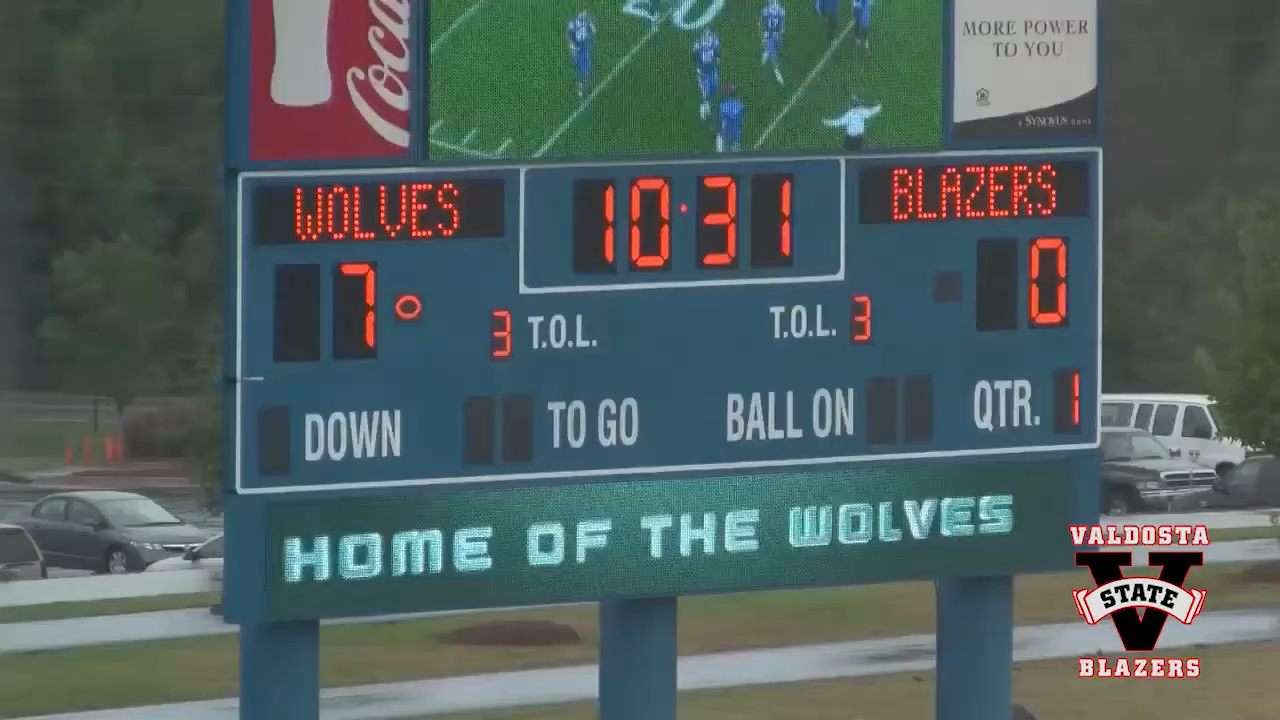 Coca
MORE POWER
TO YOU
A SYNOVUS BANK
WOLVES
10:31
BLAZERS
7
0
3 T.O.L.
T.O.L. 3
DOWN
TO GO
BALL ON
QTR. 1
HOME OF THE WOLVES
VALDOSTA
V
STATE
BLAZERS